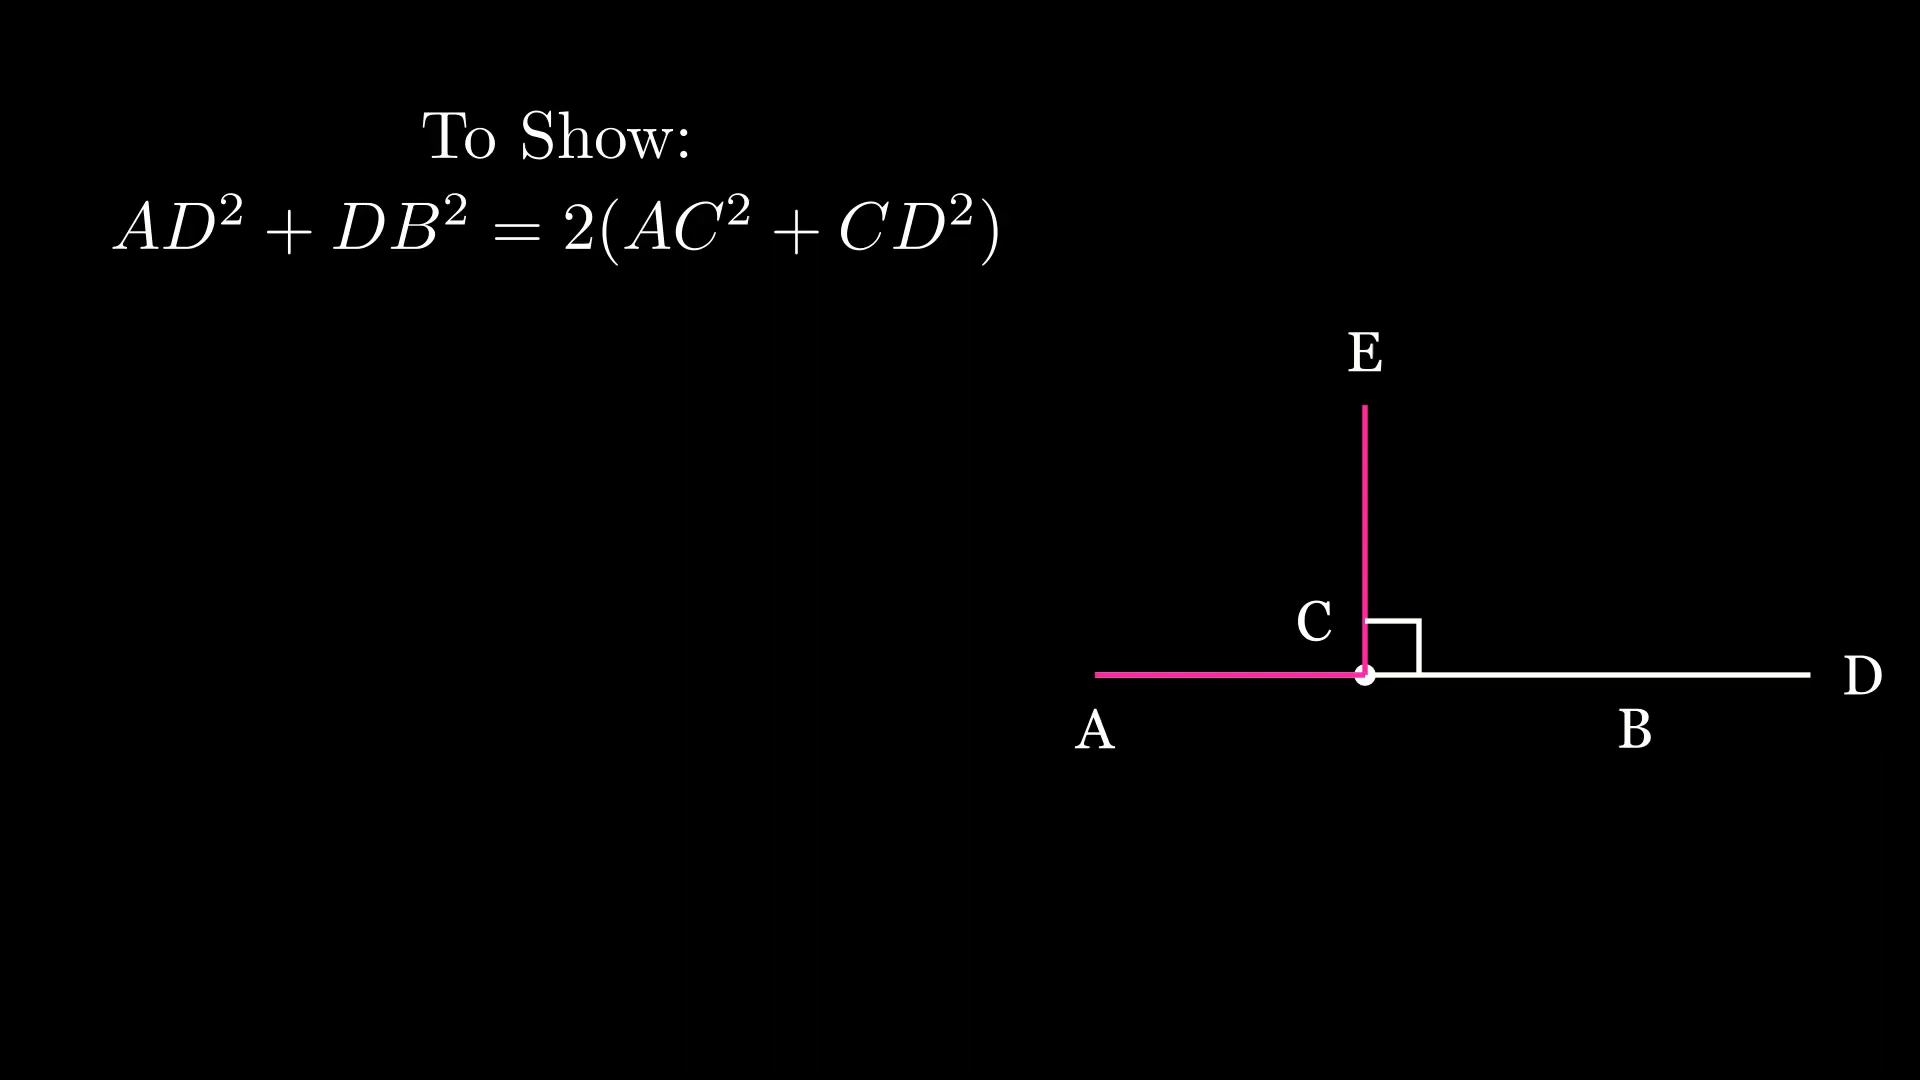 To Show:
AD² + DB² = 2(AC² + CD²)
E
C
D
A
B